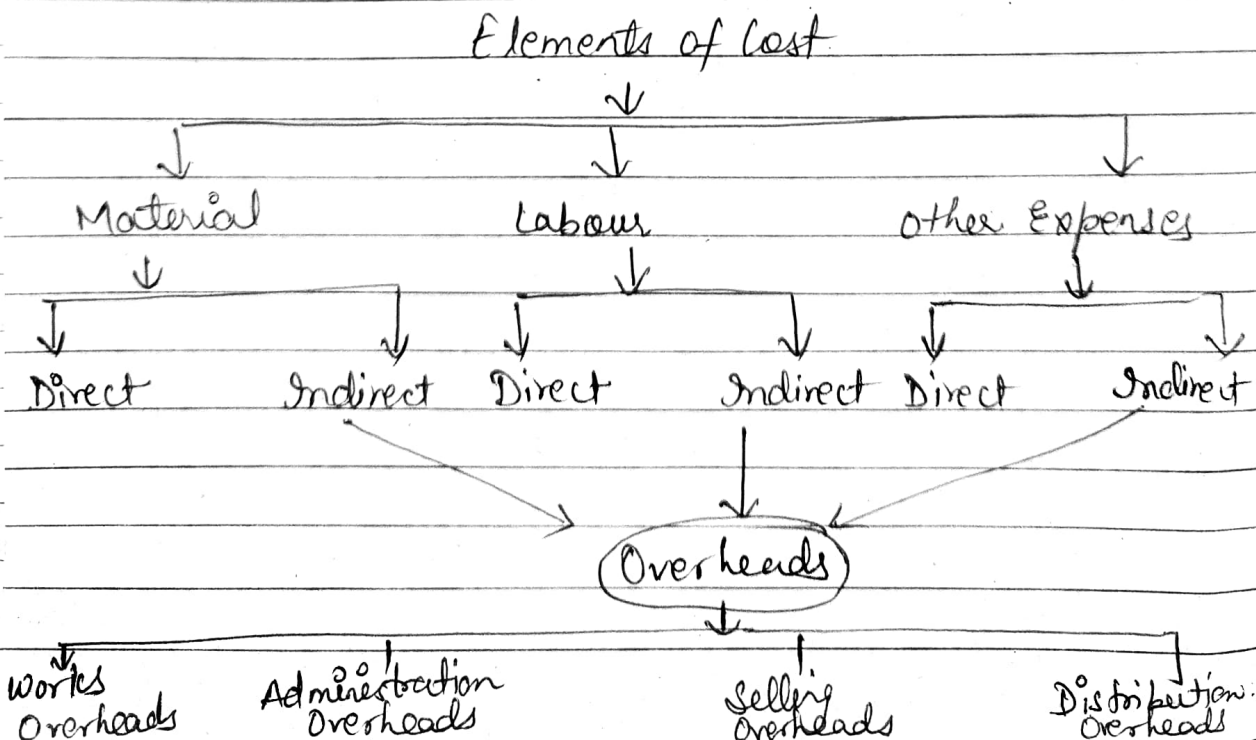 Elements of Cost
Material Labour Other Expenses
Direct Indirect Direct Indirect Direct Indirect
Overheads
Works Administration Selling Distribution
Overheads Overheads Overheads Overheads